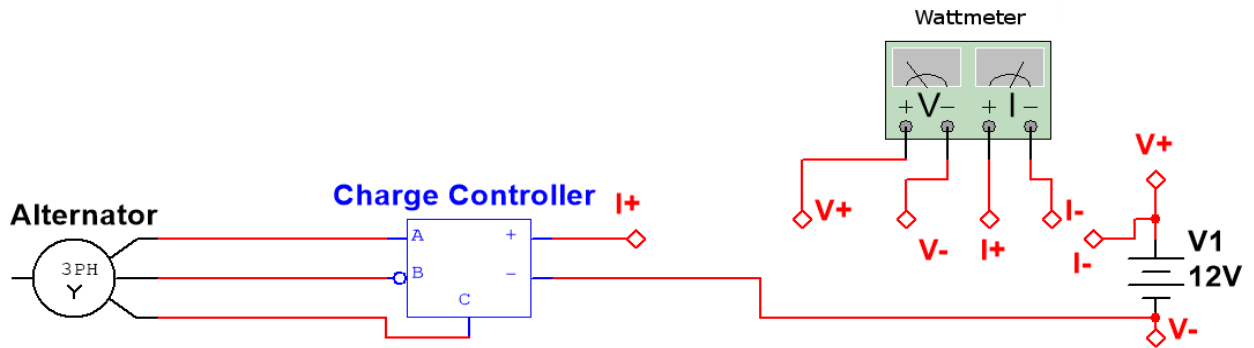 Wattmeter
+ V - + I -
V+
Charge Controller
I+
Alternator
V+
V-
I+
I-
I-
V1
12V
3PH
Y
A
+
B
-
C
V-